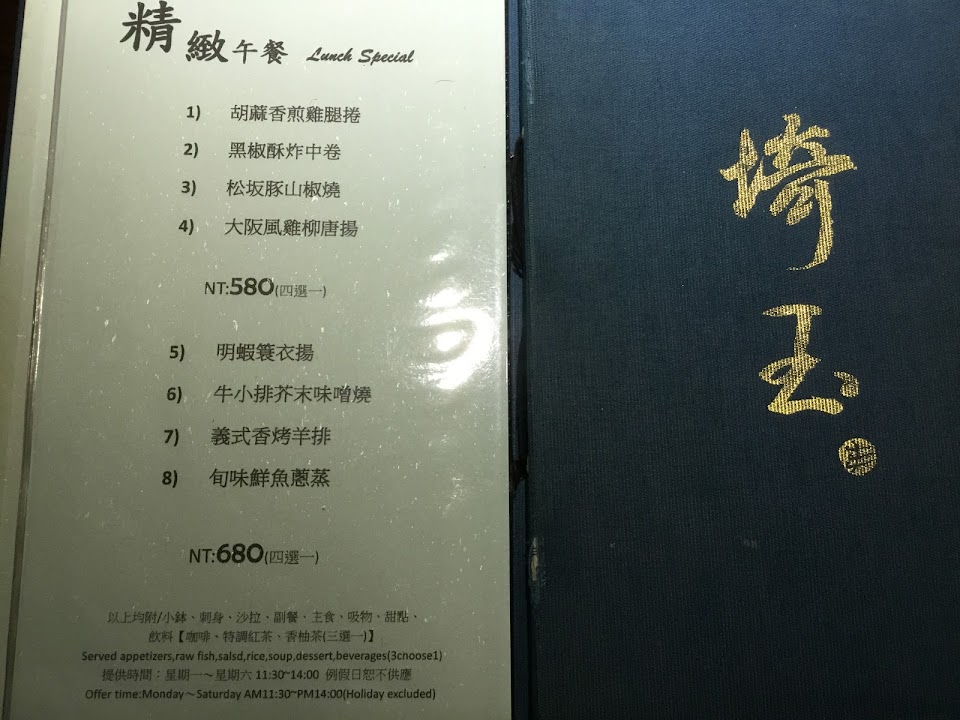 精緻午餐 Lunch Special
1) 胡蔴香煎雞腿捲
2) 黑椒酥炸中卷
3) 松坂豚山椒燒
4) 大阪風雞柳唐揚
NT:580(四選一)
5) 明蝦簑衣揚
6) 牛小排芥末味噌燒
7) 義式香烤羊排
8) 旬味鮮魚蔥蒸
NT:680(四選一)
以上均附/小缽、刺身、沙拉、副餐、主食、吸物、甜點、
飲料【咖啡、特調紅茶、香柚茶(三選一)】
Served appetizers,raw fish,salsd,rice,soup,dessert,beverages(3choose1)
提供時間：星期一～星期六 11:30~14:00 例假日恕不供應
Offer time:Monday～Saturday AM11:30~PM14:00(Holiday excluded)
埼玉